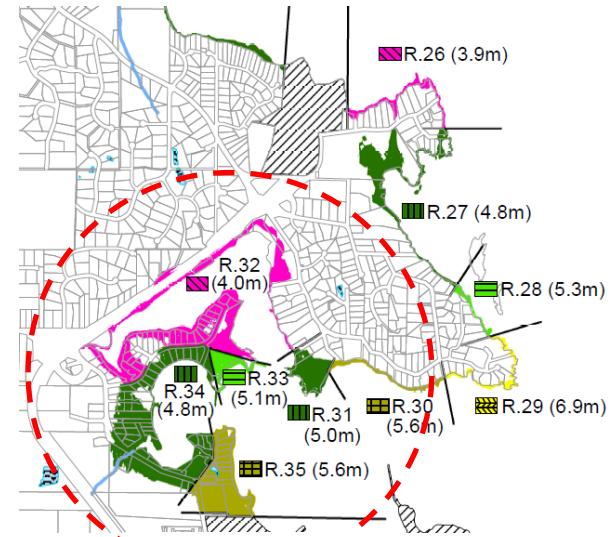 R.26 (3.9m)
R.27 (4.8m)
R.32
(4.0m)
R.28 (5.3m)
R.33
(5.1m)
R.34
(4.8m)
R.31
(5.0m)
R.30
(5.6m)
R.29 (6.9m)
R.35 (5.6m)